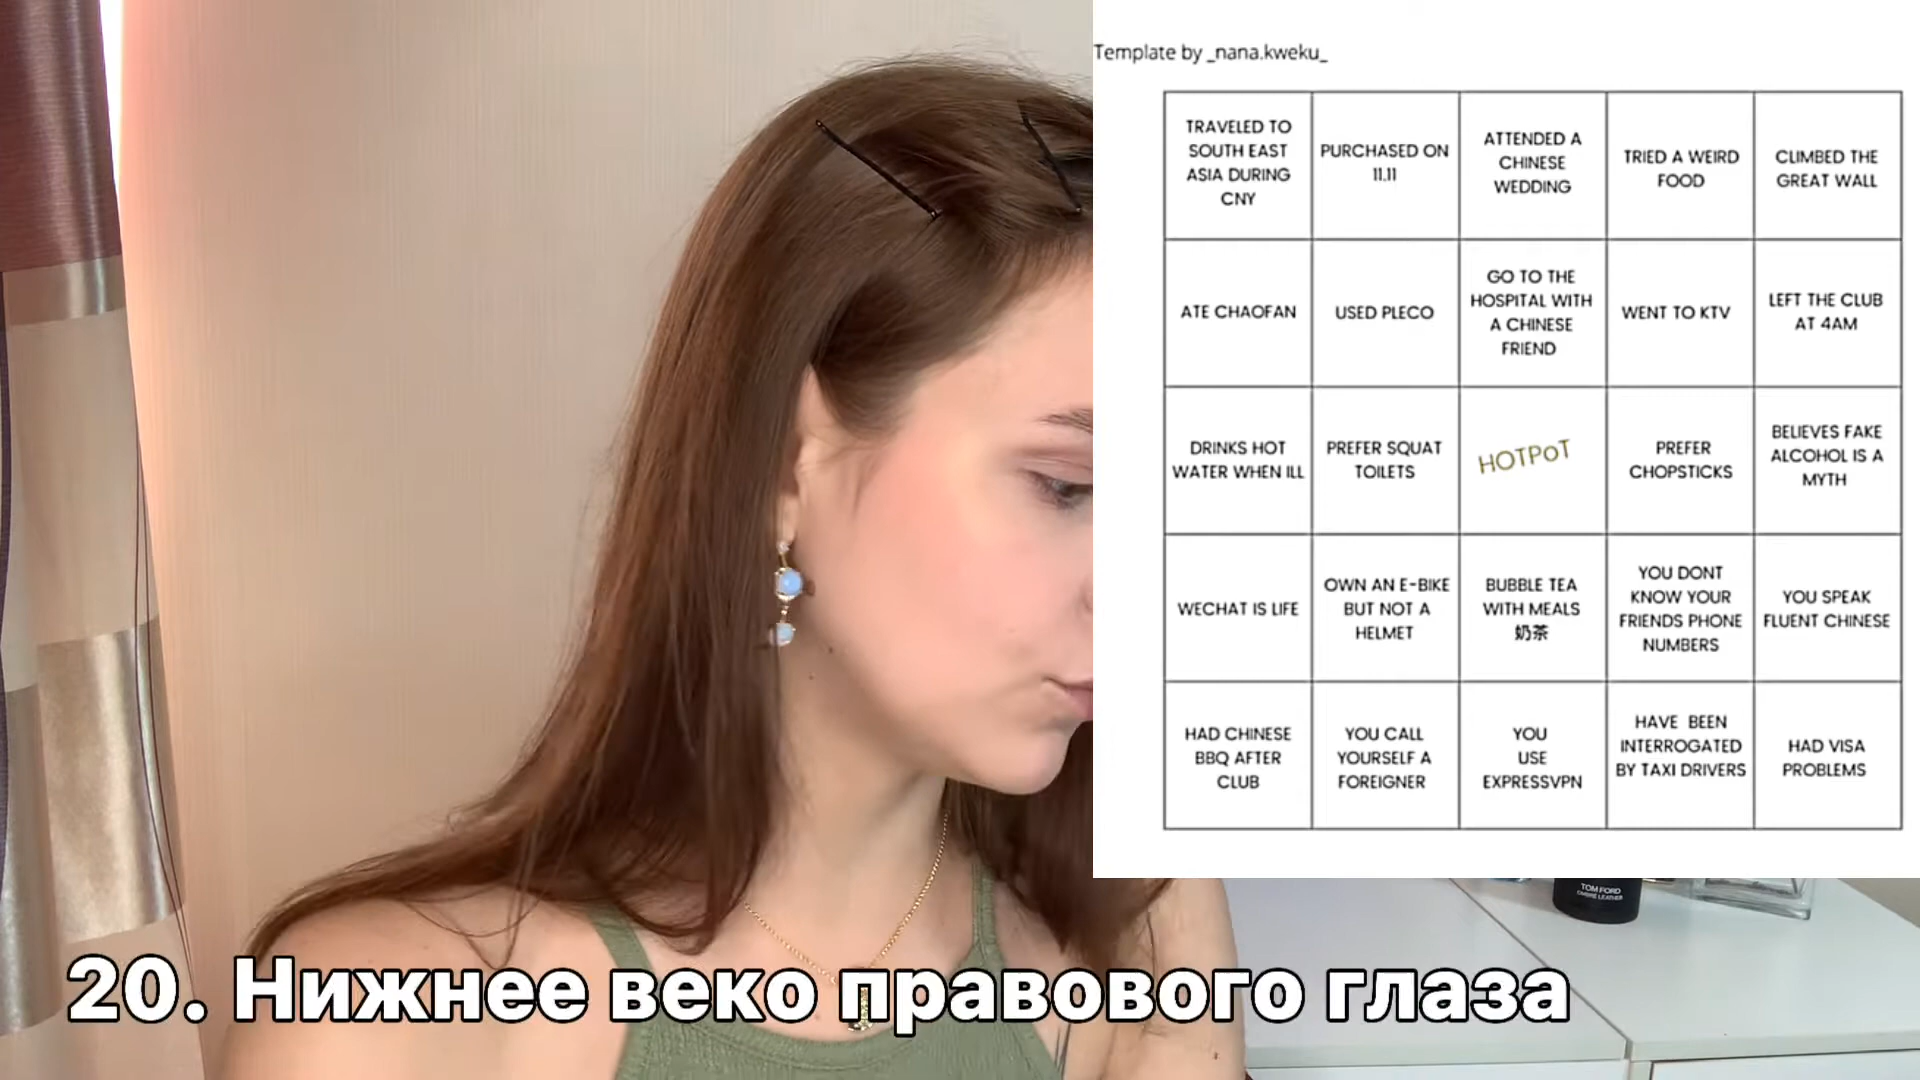 Template by _nana.kweku_
TRAVELED TO
SOUTH EAST
ASIA DURING
CNY
PURCHASED ON
11.11
ATTENDED A
CHINESE
WEDDING
TRIED A WEIRD
FOOD
CLIMBED THE
GREAT WALL
ATE CHAOFAN
USED PLECO
GO TO THE
HOSPITAL WITH
A CHINESE
FRIEND
WENT TO KTV
LEFT THE CLUB
AT 4AM
DRINKS HOT
WATER WHEN ILL
PREFER SQUAT
TOILETS
HOTPoT
PREFER
CHOPSTICKS
BELIEVES FAKE
ALCOHOL IS A
MYTH
WECHAT IS LIFE
OWN AN E-BIKE
BUT NOT A
HELMET
BUBBLE TEA
WITH MEALS
奶茶
YOU DONT
KNOW YOUR
FRIENDS PHONE
NUMBERS
YOU SPEAK
FLUENT CHINESE
HAD CHINESE
BBQ AFTER
CLUB
YOU CALL
YOURSELF A
FOREIGNER
YOU
USE
EXPRESSVPN
HAVE BEEN
INTERROGATED
BY TAXI DRIVERS
HAD VISA
PROBLEMS
TOM FORD
OMBRÉ LEATHER
20. Нижнее веко правового глаза